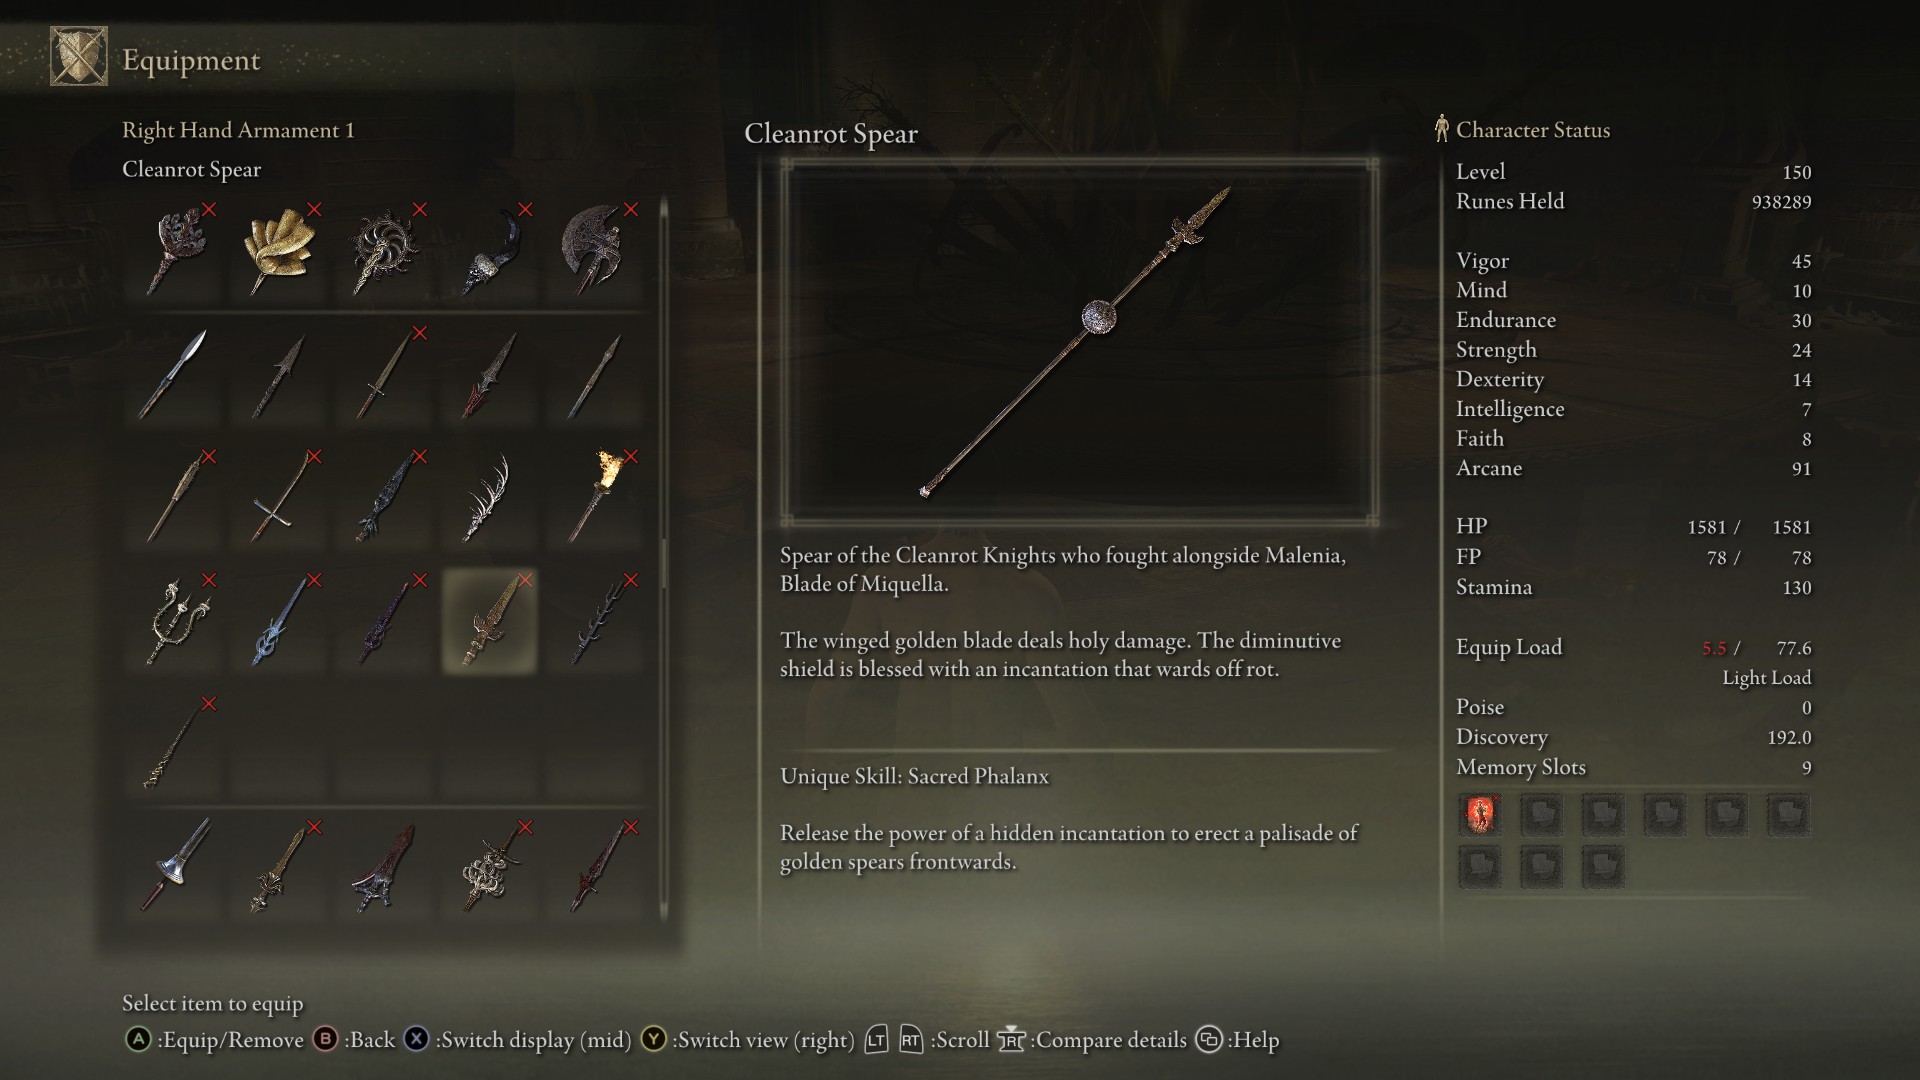 Equipment
Right Hand Armament 1
Cleanrot Spear
Cleanrot Spear
Spear of the Cleanrot Knights who fought alongside Malenia,
Blade of Miquella.
The winged golden blade deals holy damage. The diminutive
shield is blessed with an incantation that wards off rot.
Unique Skill: Sacred Phalanx
Release the power of a hidden incantation to erect a palisade of
golden spears frontwards.
Character Status
Level 150
Runes Held 938289
Vigor 45
Mind 10
Endurance 30
Strength 24
Dexterity 14
Intelligence 7
Faith 8
Arcane 91
HP 1581 / 1581
FP 78 / 78
Stamina 130
Equip Load 5.5 / 77.6
Light Load
Poise 0
Discovery 192.0
Memory Slots 9
Select item to equip
A :Equip/Remove B :Back X :Switch display (mid) Y :Switch view (right) LT RT :Scroll R :Compare details :Help